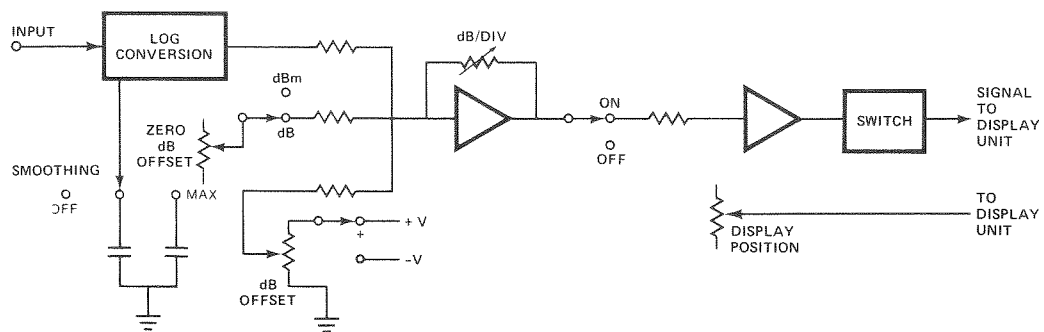 INPUT
LOG
CONVERSION
dB/DIV
dBm
dB
ZERO
dB
OFFSET
ON
OFF
SWITCH
SIGNAL
TO
DISPLAY
UNIT
SMOOTHING
OFF
MAX
+ V
+
-V
dB
OFFSET
DISPLAY
POSITION
TO
DISPLAY
UNIT